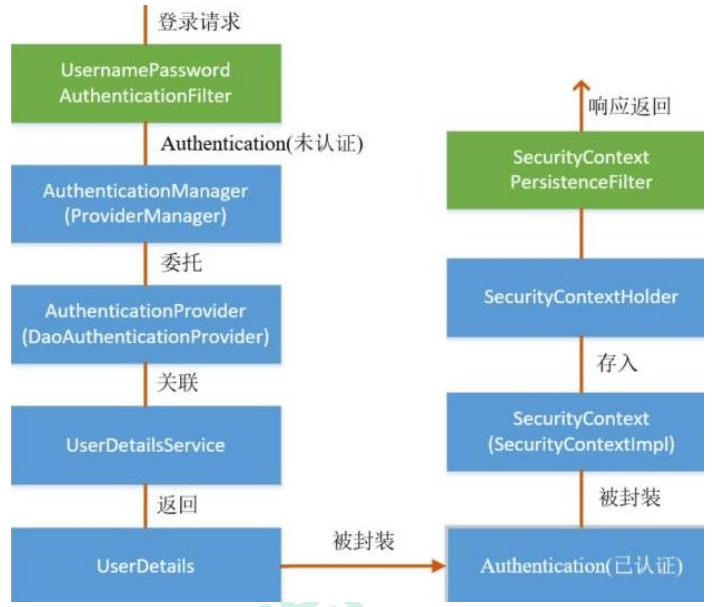 登录请求
UsernamePassword
AuthenticationFilter
Authentication(未认证)
AuthenticationManager
(ProviderManager)
委托
AuthenticationProvider
(DaoAuthenticationProvider)
关联
UserDetailsService
返回
UserDetails
被封装
Authentication(已认证)
被封装
SecurityContext
(SecurityContextImpl)
存入
SecurityContextHolder
SecurityContext
PersistenceFilter
响应返回